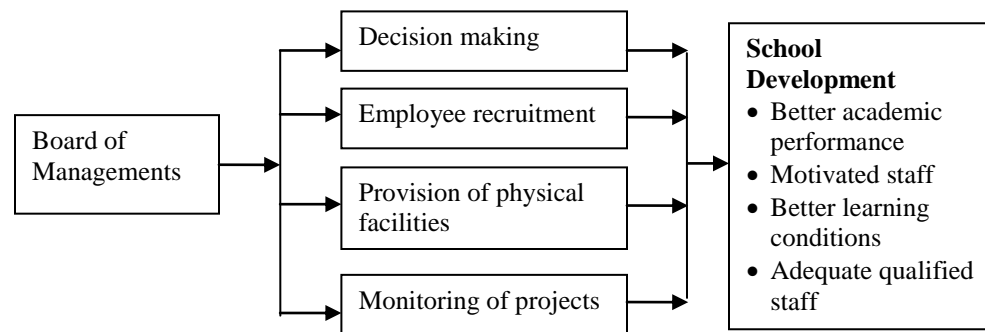 Board of
Managements
Decision making
Employee recruitment
Provision of physical
facilities
Monitoring of projects
School
Development
• Better academic
performance
• Motivated staff
• Better learning
conditions
• Adequate qualified
staff